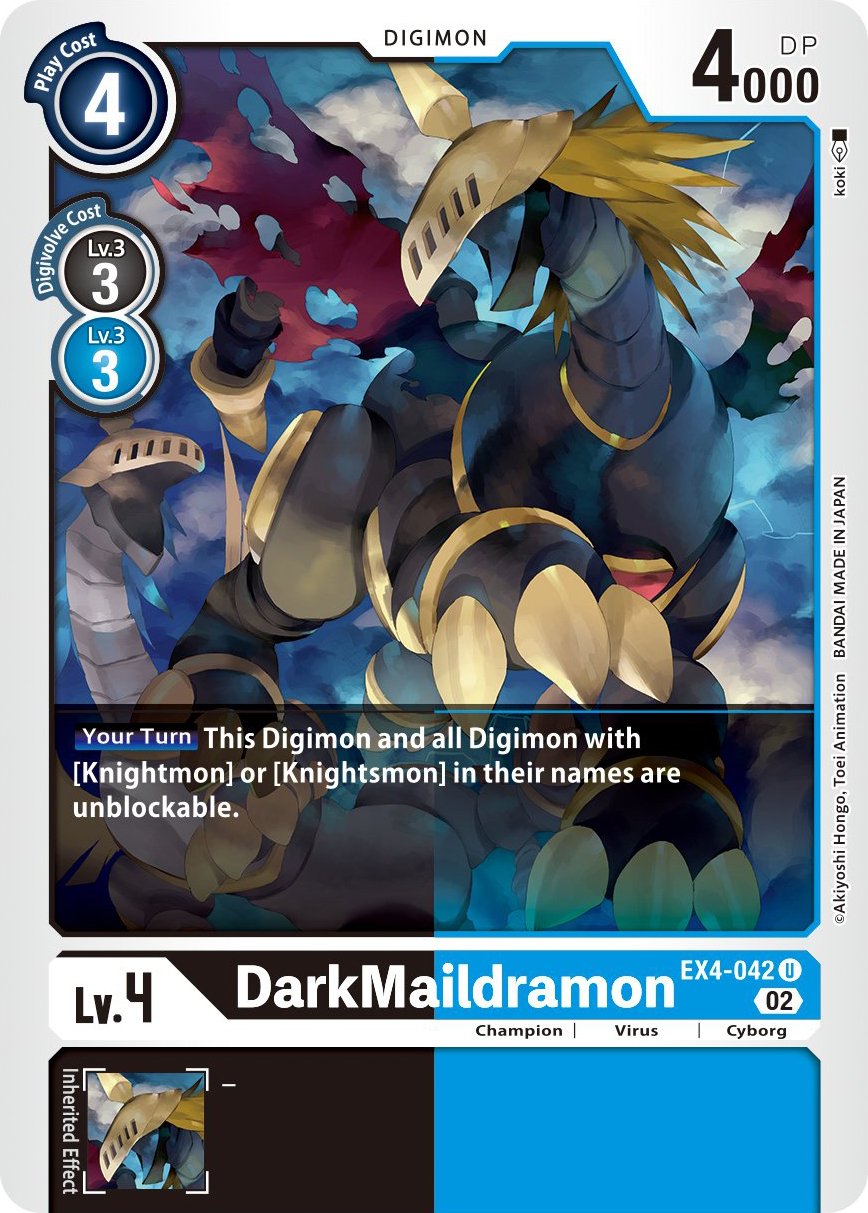 DIGIMON
Play Cost
4
DP
4000
Digivolve Cost
Lv.3
3
Lv.3
3
koki
Your Turn This Digimon and all Digimon with
[Knightmon] or [Knightsmon] in their names are
unblockable.
©Akiyoshi Hongo, Toei Animation BANDAI MADE IN JAPAN
Lv.4
DarkMaildramon
EX4-042 U
02
Champion | Virus | Cyborg
Inherited Effect
–